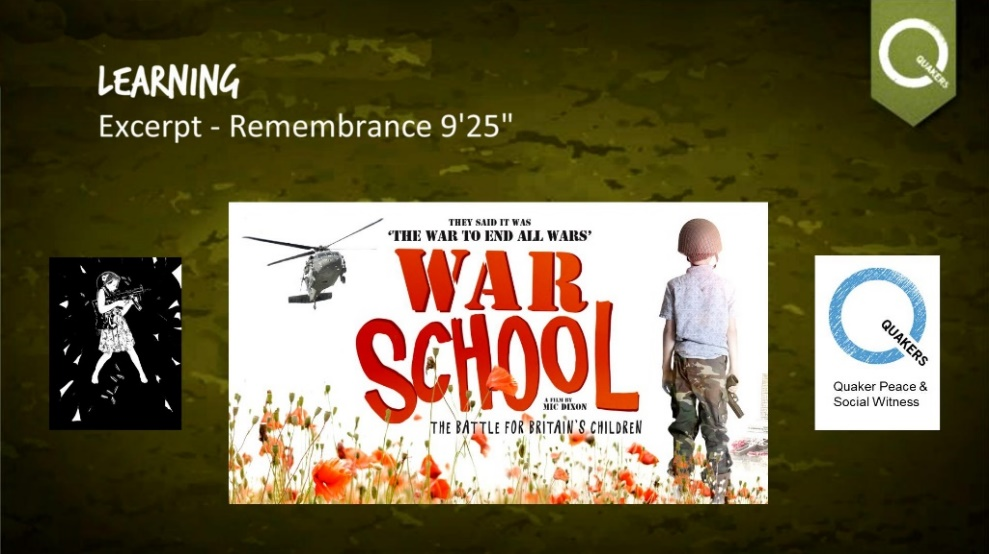 QUAKERS
LEARNING
Excerpt - Remembrance 9'25"
THEY SAID IT WAS
‘THE WAR TO END ALL WARS’
WAR
SCHOOL
A FILM BY
MIC DIXON
THE BATTLE FOR BRITAIN'S CHILDREN
QUAKERS
Quaker Peace &
Social Witness